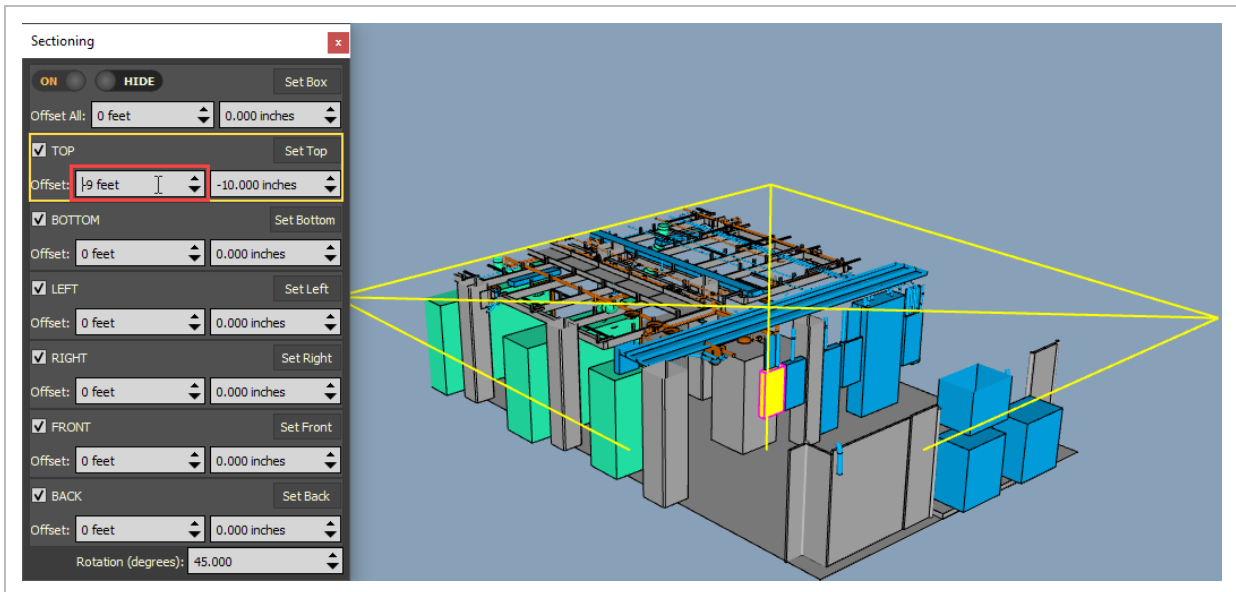 Sectioning x
ON HIDE Set Box
Offset All: 0 feet 0.000 inches
TOP Set Top
Offset: -9 feet -10.000 inches
BOTTOM Set Bottom
Offset: 0 feet 0.000 inches
LEFT Set Left
Offset: 0 feet 0.000 inches
RIGHT Set Right
Offset: 0 feet 0.000 inches
FRONT Set Front
Offset: 0 feet 0.000 inches
BACK Set Back
Offset: 0 feet 0.000 inches
Rotation (degrees): 45.000